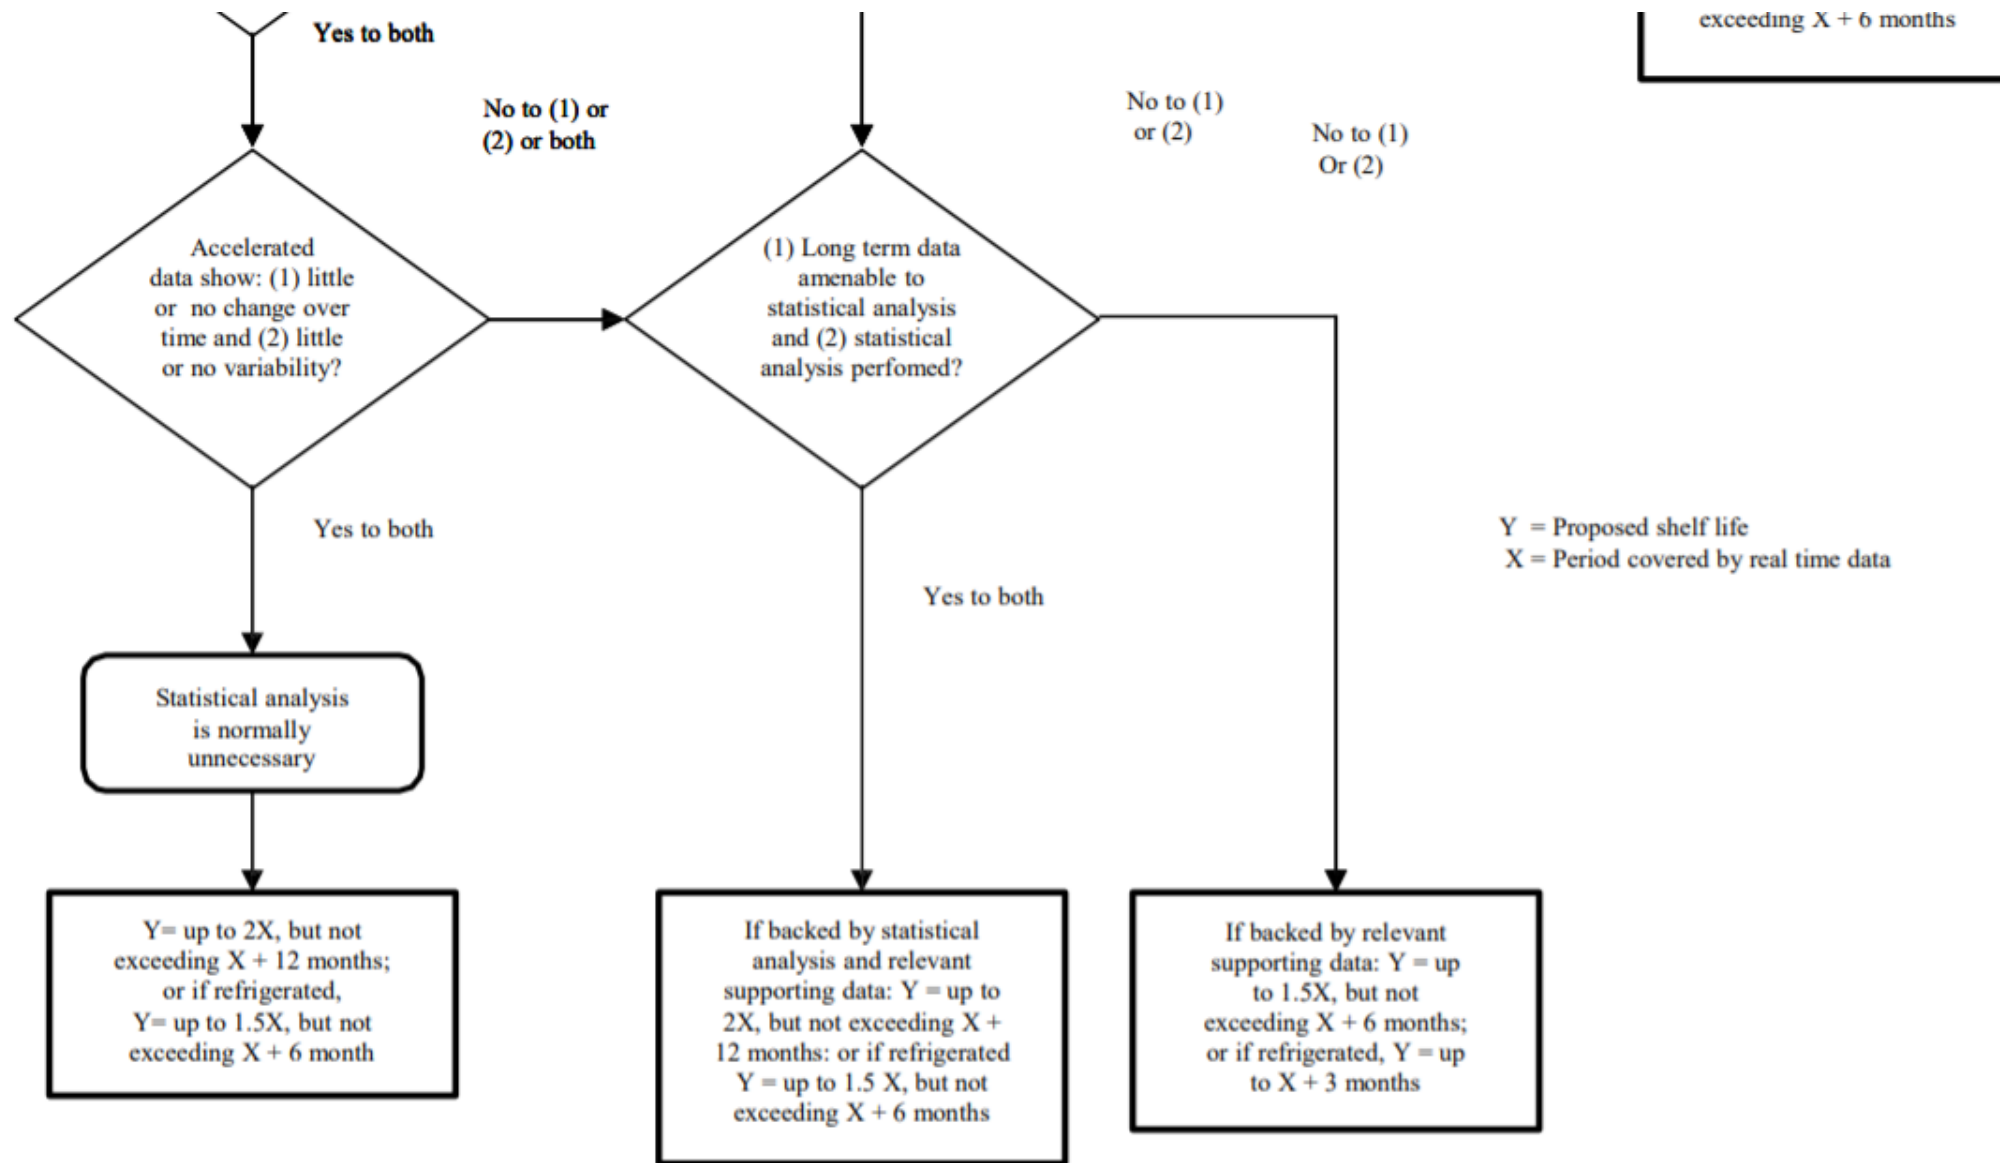 Yes to both
exceeding X + 6 months
No to (1) or
(2) or both
No to (1)
or (2)
No to (1)
Or (2)
Accelerated
data show: (1) little
or no change over
time and (2) little
or no variability?
(1) Long term data
amenable to
statistical analysis
and (2) statistical
analysis perfomed?
Yes to both
Yes to both
Y = Proposed shelf life
X = Period covered by real time data
Statistical analysis
is normally
unnecessary
Y= up to 2X, but not
exceeding X + 12 months;
or if refrigerated,
Y= up to 1.5X, but not
exceeding X + 6 month
If backed by statistical
analysis and relevant
supporting data: Y = up to
2X, but not exceeding X +
12 months: or if refrigerated
Y = up to 1.5 X, but not
exceeding X + 6 months
If backed by relevant
supporting data: Y = up
to 1.5X, but not
exceeding X + 6 months;
or if refrigerated, Y = up
to X + 3 months